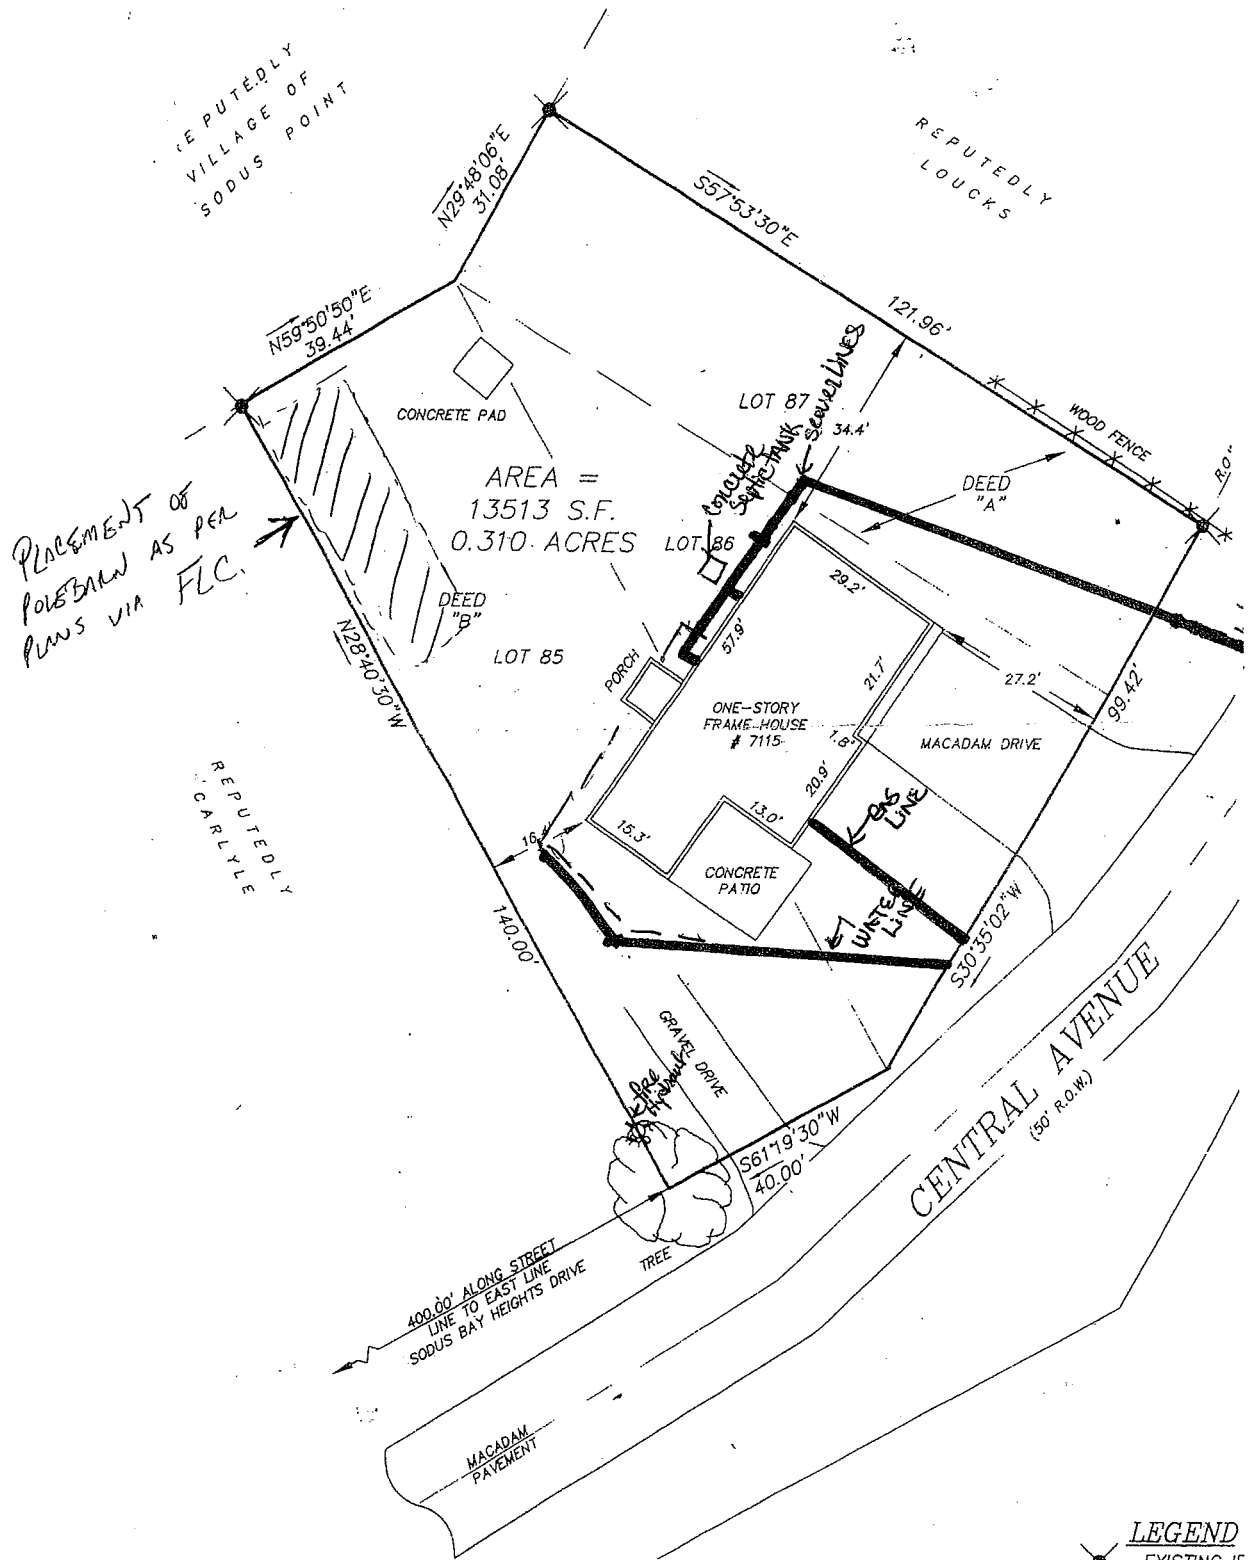 EPUTEDLY
VILLAGE OF
SODUS POINT
REPUTEDLY
LOUCKS
N29°48'06"E
31.08'
S57°53'30"E
121.96'
N59°50'50"E
39.44'
CONCRETE PAD
LOT 87
34.4'
SEWER LINES
CONCRETE
SEPTIC TANK
WOOD FENCE
R.O.
DEED
"A"
AREA =
13513 S.F.
0.310 ACRES
LOT 86
PLACEMENT OF
POLEBARN AS PER
PLANS VIA FLC.
DEED
"B"
LOT 85
N28°40'30"W
140.00'
PORCH
57.9'
29.2'
21.7'
27.2'
99.42'
ONE-STORY
FRAME HOUSE
# 7115
1.8'
20.9'
MACADAM DRIVE
REPUTEDLY
CARLYLE
16.
15.3'
13.0'
GAS
LINE
CONCRETE
PATIO
WATER
LINE
S30°35'02"W
GRAVEL DRIVE
FIRE
Hydrant
S61°19'30"W
40.00'
CENTRAL AVENUE
(50' R.O.W.)
TREE
400.00' ALONG STREET
LINE TO EAST LINE
SODUS BAY HEIGHTS DRIVE
MACADAM
PAVEMENT
LEGEND
EXISTING